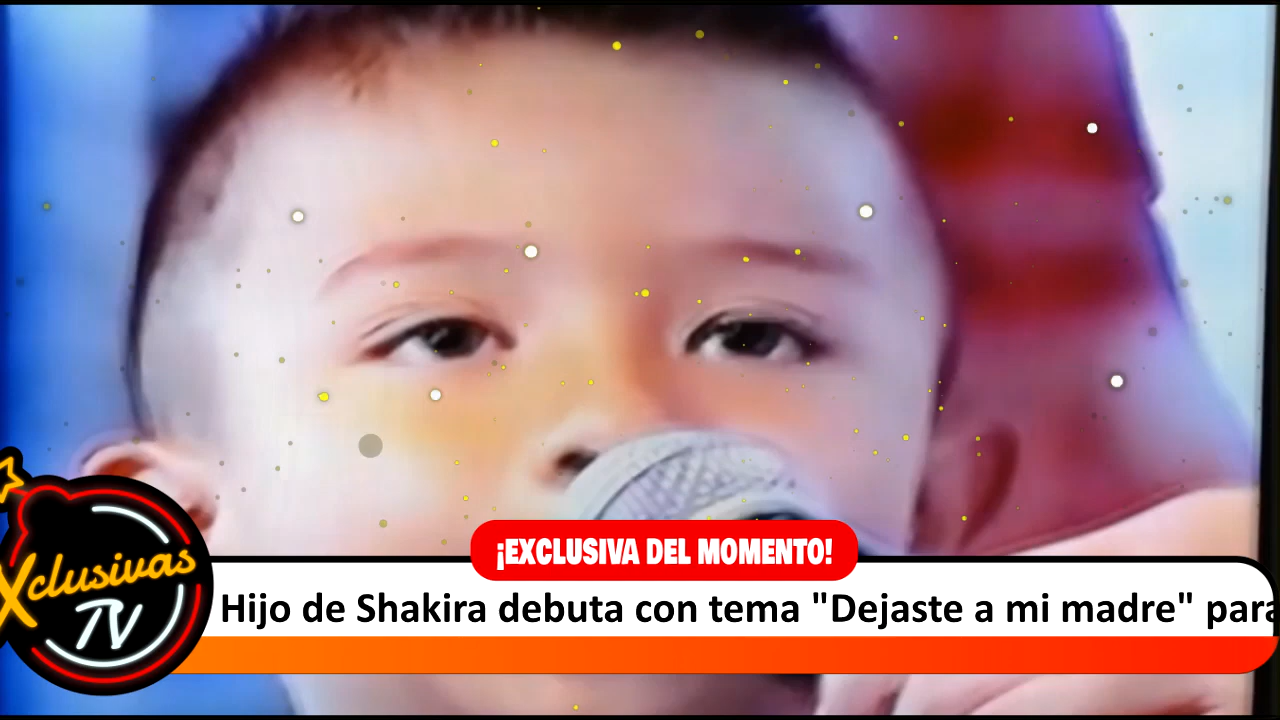 ¡EXCLUSIVA DEL MOMENTO!
Hijo de Shakira debuta con tema "Dejaste a mi madre" para
Xclusivas
TV